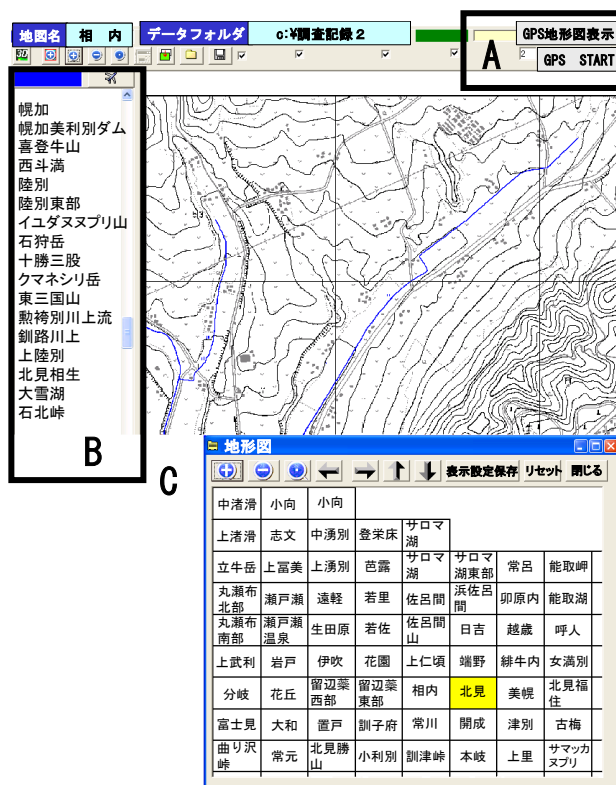 地図名 相 内 データフォルダ c:¥調査記録2
GPS地形図表示
A
2
GPS START
幌加
幌加美利別ダム
喜登牛山
西斗満
陸別
陸別東部
イユダヌヌプリ山
石狩岳
十勝三股
クマネシリ岳
東三国山
勲袴別川上流
釧路川上
上陸別
北見相生
大雪湖
石北峠
B
C
地形図
表示設定保存 リセット 閉じる
中渚滑 小向 小向
上渚滑 志文 中湧別 登栄床 サロマ湖
立牛岳 上富美 上湧別 芭露 サロマ湖 サロマ湖東部 常呂 能取岬
丸瀬布北部 瀬戸瀬 遠軽 若里 佐呂間 浜佐呂間 卯原内 能取湖
丸瀬布南部 瀬戸瀬温泉 生田原 若佐 佐呂間山 日吉 越歳 呼人
上武利 岩戸 伊吹 花園 上仁頃 端野 緋牛内 女満別
分岐 花丘 留辺蘂西部 留辺蘂東部 相内 北見 美幌 北見福住
富士見 大和 置戸 訓子府 常川 開成 津別 古梅
曲り沢峠 常元 北見勝山 小利別 訓津峠 本岐 上里 サマッカヌプリ